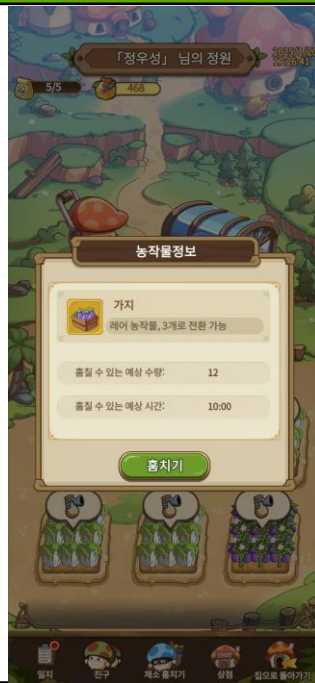 「정우성」 님의 정원
5/5
468
농작물정보
가지
레어 농작물, 3개로 전환 가능
훔칠 수 있는 예상 수량: 12
훔칠 수 있는 예상 시간: 10:00
훔치기
일지
친구
채소 훔치기
상점
집으로 돌아가기